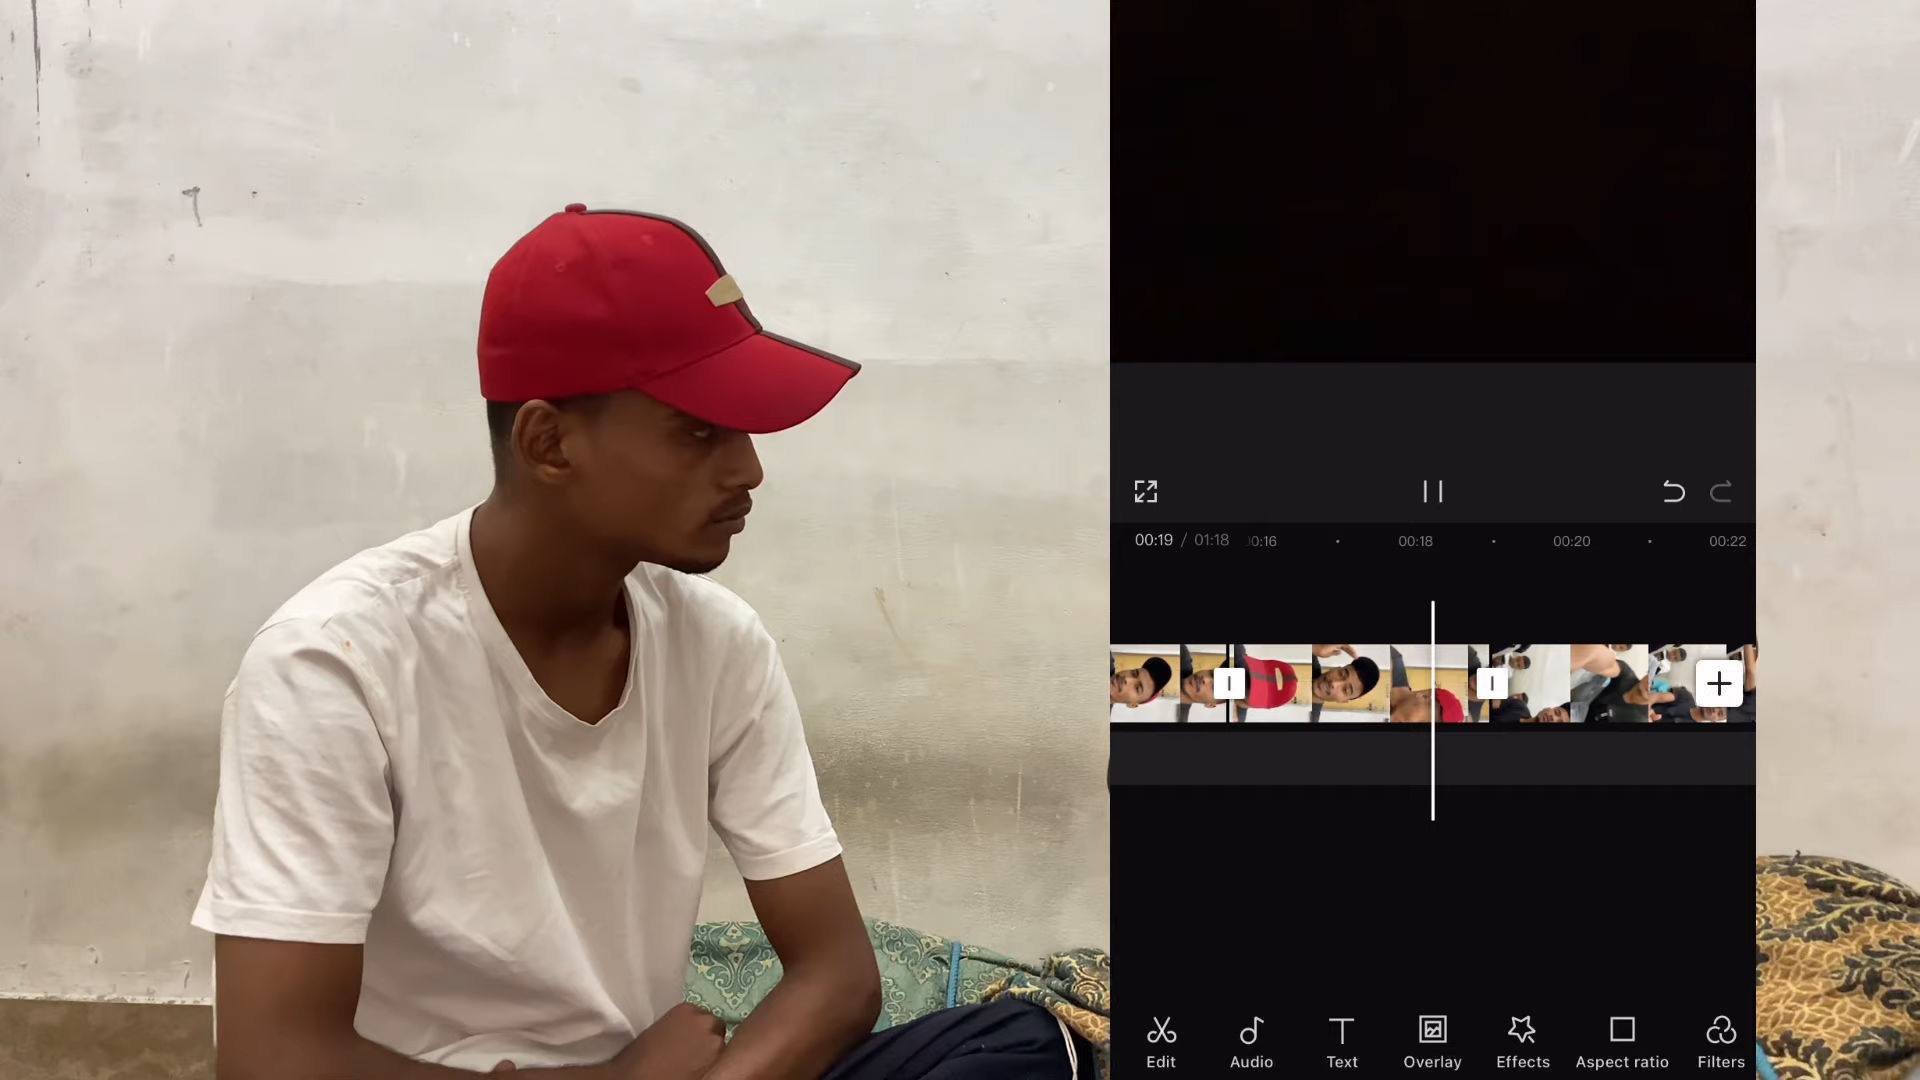 00:19 / 01:18 0:16 00:18 00:20 00:22
Edit Audio Text Overlay Effects Aspect ratio Filters